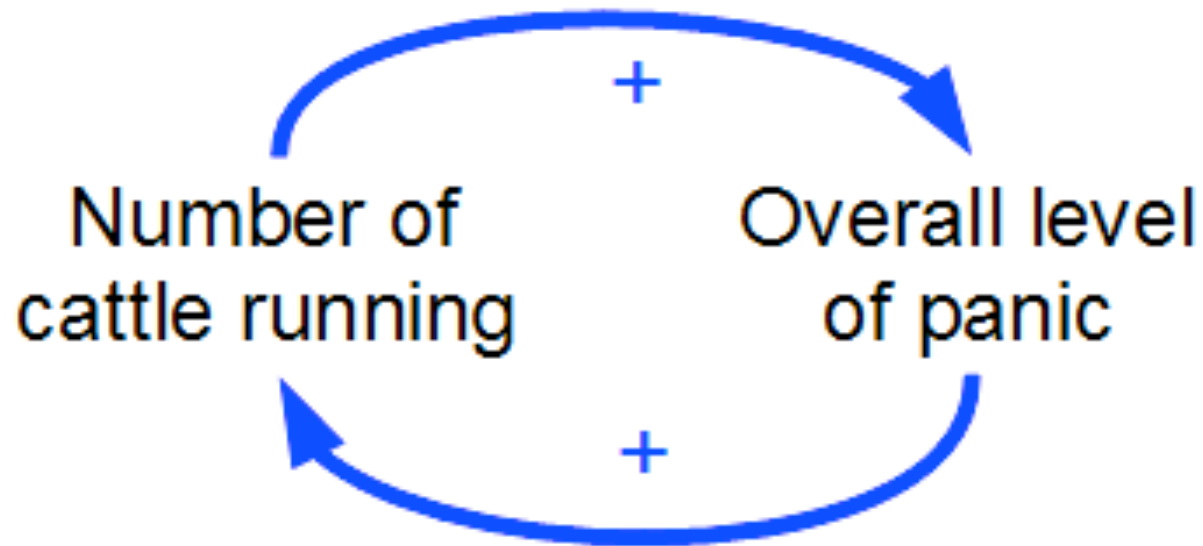 +
Number of
cattle running
Overall level
of panic
+